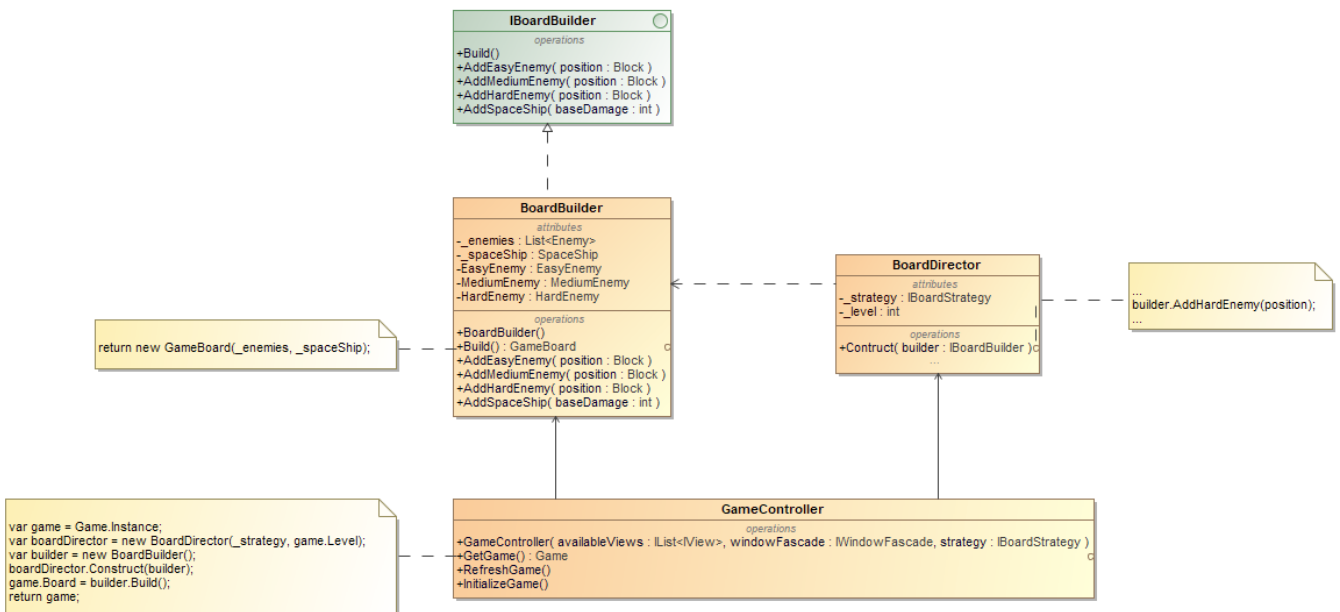 IBoardBuilder
operations
+Build()
+AddEasyEnemy( position : Block )
+AddMediumEnemy( position : Block )
+AddHardEnemy( position : Block )
+AddSpaceShip( baseDamage : int )
BoardBuilder
attributes
-_enemies : List<Enemy>
-_spaceShip : SpaceShip
-EasyEnemy : EasyEnemy
-MediumEnemy : MediumEnemy
-HardEnemy : HardEnemy
operations
+BoardBuilder()
+Build() : GameBoard
+AddEasyEnemy( position : Block )
+AddMediumEnemy( position : Block )
+AddHardEnemy( position : Block )
+AddSpaceShip( baseDamage : int )
BoardDirector
attributes
-_strategy : IBoardStrategy
-_level : int
operations
+Contruct( builder : IBoardBuilder )
...
...
builder.AddHardEnemy(position);
...
return new GameBoard(_enemies, _spaceShip);
GameController
operations
+GameController( availableViews : IList<IView>, windowFascade : IWindowFascade, strategy : IBoardStrategy )
+GetGame() : Game
+RefreshGame()
+InitializeGame()
var game = Game.Instance;
var boardDirector = new BoardDirector(_strategy, game.Level);
var builder = new BoardBuilder();
boardDirector.Construct(builder);
game.Board = builder.Build();
return game;